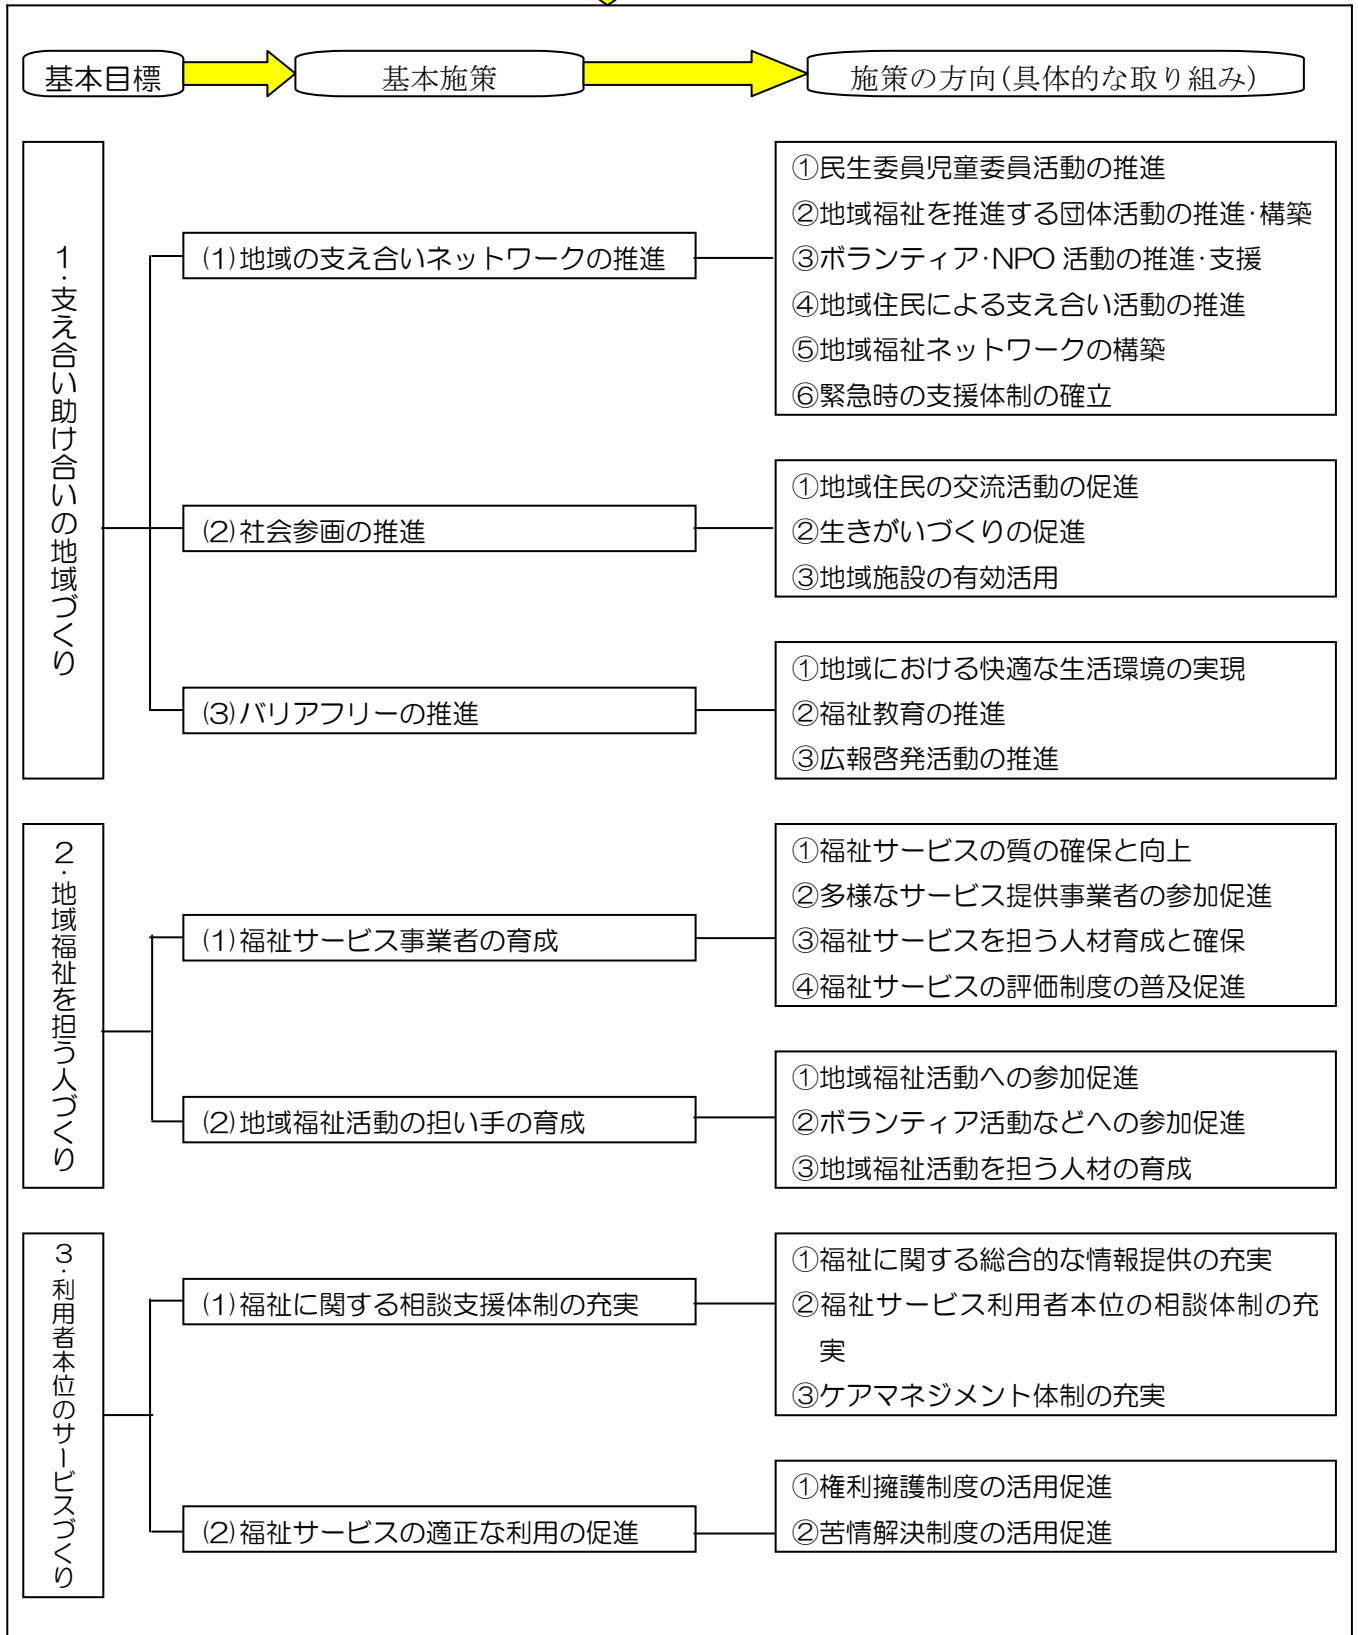 基本目標
基本施策
施策の方向(具体的な取り組み)
1・支え合い助け合いの地域づくり
(1)地域の支え合いネットワークの推進
①民生委員児童委員活動の推進
②地域福祉を推進する団体活動の推進・構築
③ボランティア・NPO 活動の推進・支援
④地域住民による支え合い活動の推進
⑤地域福祉ネットワークの構築
⑥緊急時の支援体制の確立
(2)社会参画の推進
①地域住民の交流活動の促進
②生きがいづくりの促進
③地域施設の有効活用
(3)バリアフリーの推進
①地域における快適な生活環境の実現
②福祉教育の推進
③広報啓発活動の推進
2・地域福祉を担う人づくり
(1)福祉サービス事業者の育成
①福祉サービスの質の確保と向上
②多様なサービス提供事業者の参加促進
③福祉サービスを担う人材育成と確保
④福祉サービスの評価制度の普及促進
(2)地域福祉活動の担い手の育成
①地域福祉活動への参加促進
②ボランティア活動などへの参加促進
③地域福祉活動を担う人材の育成
3・利用者本位のサービスづくり
(1)福祉に関する相談支援体制の充実
①福祉に関する総合的な情報提供の充実
②福祉サービス利用者本位の相談体制の充
実
③ケアマネジメント体制の充実
(2)福祉サービスの適正な利用の促進
①権利擁護制度の活用促進
②苦情解決制度の活用促進